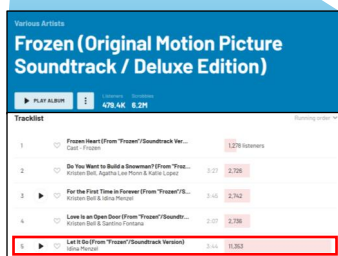 Various Artists
Frozen (Original Motion Picture
Soundtrack / Deluxe Edition)
PLAY ALBUM
Listeners Scrobbles
479.4K 6.2M
Tracklist
Running order
1 Frozen Heart (From "Frozen"/Soundtrack Ver...
Cast - Frozen
1,278 listeners
2 Do You Want to Build a Snowman? (From "Froz...
Kristen Bell, Agatha Lee Monn & Katie Lopez
3:27 2,726
3 For the First Time in Forever (From "Frozen"/S...
Kristen Bell & Idina Menzel
3:45 2,742
4 Love Is an Open Door (From "Frozen"/Soundtr...
Kristen Bell & Santino Fontana
2:07 2,736
5 Let It Go (From "Frozen"/Soundtrack Version)
Idina Menzel
3:44 11,353